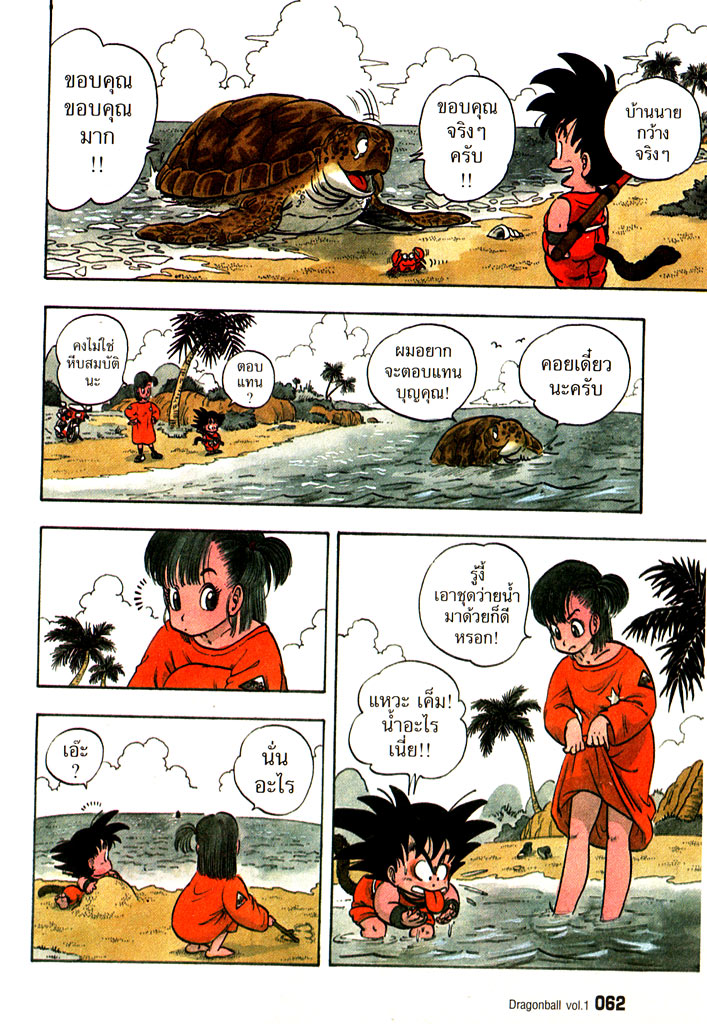 บ้านนาย
กว้าง
จริงๆ
ขอบคุณ
จริงๆ
ครับ
!!
ขอบคุณ
ขอบคุณ
มาก
!!
คอยเดี๋ยว
นะครับ
ผมอยาก
จะตอบแทน
บุญคุณ!
ตอบ
แทน
?
คงไม่ใช่
หีบสมบัติ
นะ
รู้งี้
เอาชุดว่ายน้ำ
มาด้วยก็ดี
หรอก!
แหวะ เค็ม!
น้ำอะไร
เนี่ย!!
นั่น
อะไร
เอ๊ะ
?
Dragonball vol.1 062